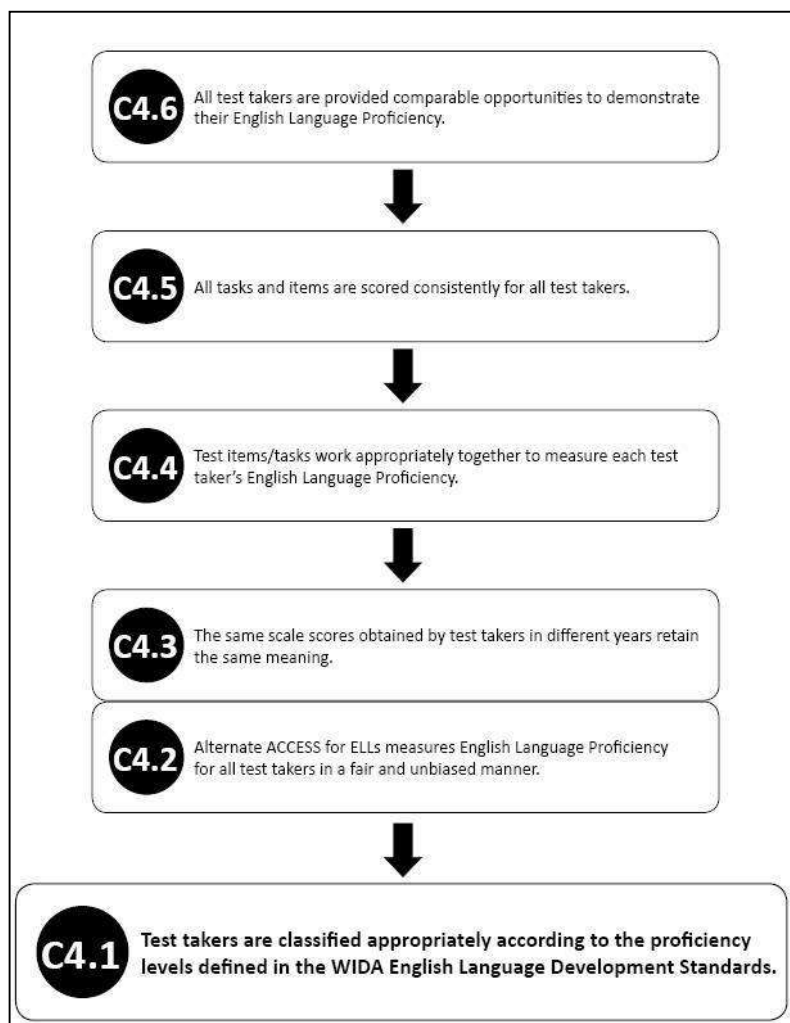 C4.6
All test takers are provided comparable opportunities to demonstrate
their English Language Proficiency.
C4.5
All tasks and items are scored consistently for all test takers.
C4.4
Test items/tasks work appropriately together to measure each test
taker's English Language Proficiency.
C4.3
The same scale scores obtained by test takers in different years retain
the same meaning.
C4.2
Alternate ACCESS for ELLs measures English Language Proficiency
for all test takers in a fair and unbiased manner.
C4.1
Test takers are classified appropriately according to the proficiency
levels defined in the WIDA English Language Development Standards.